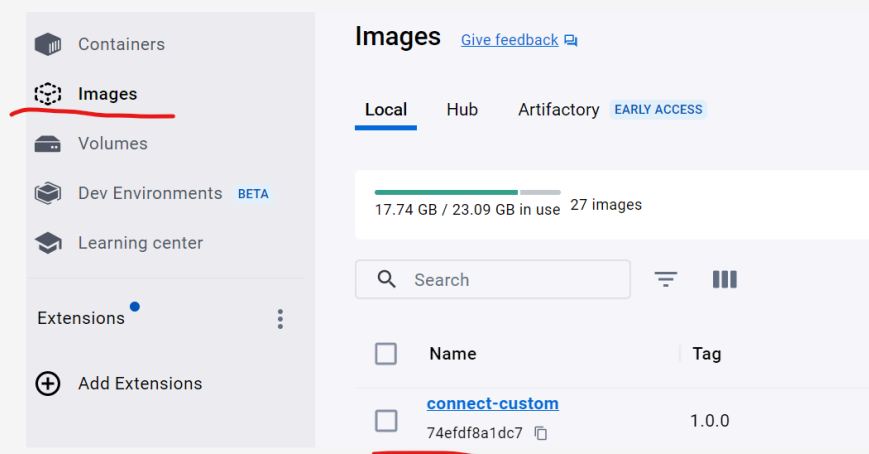 Containers
Images
Volumes
Dev Environments BETA
Learning center
Extensions
Add Extensions
Images Give feedback
Local Hub Artifactory EARLY ACCESS
17.74 GB / 23.09 GB in use 27 images
Search
Name Tag
connect-custom
74efdf8a1dc7
1.0.0